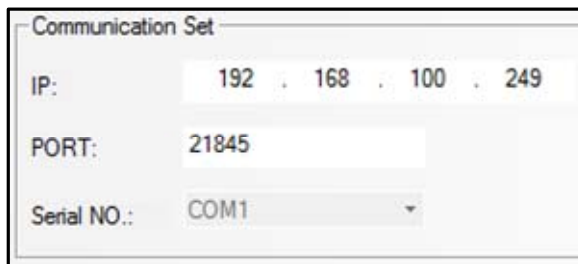 Communication Set
IP: 192 . 168 . 100 . 249
PORT: 21845
Serial NO.: COM1